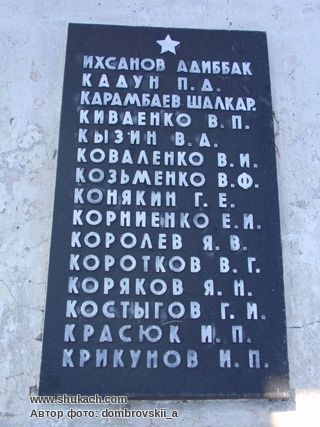 ИХСАНОВ АДИББАК
КАДУН П.Д.
КАРАМБАЕВ ШАЛКАР.
КИВДЕНКО В.П.
КЫЗИН В.А.
КОВАЛЕНКО В.И.
КОЗЬМЕНКО В.Ф.
КОНЯКИН Г.Е.
КОРНИЕНКО Е.И.
КОРОЛЕВ Я.В.
КОРОТКОВ В.Г.
КОРЯКОВ Я.Н.
КОСТЫГОВ Г.И.
КРАСЮК И.П.
КРИКУНОВ И.П.
www.shukach.com
Автор фото: dombrovskii_a